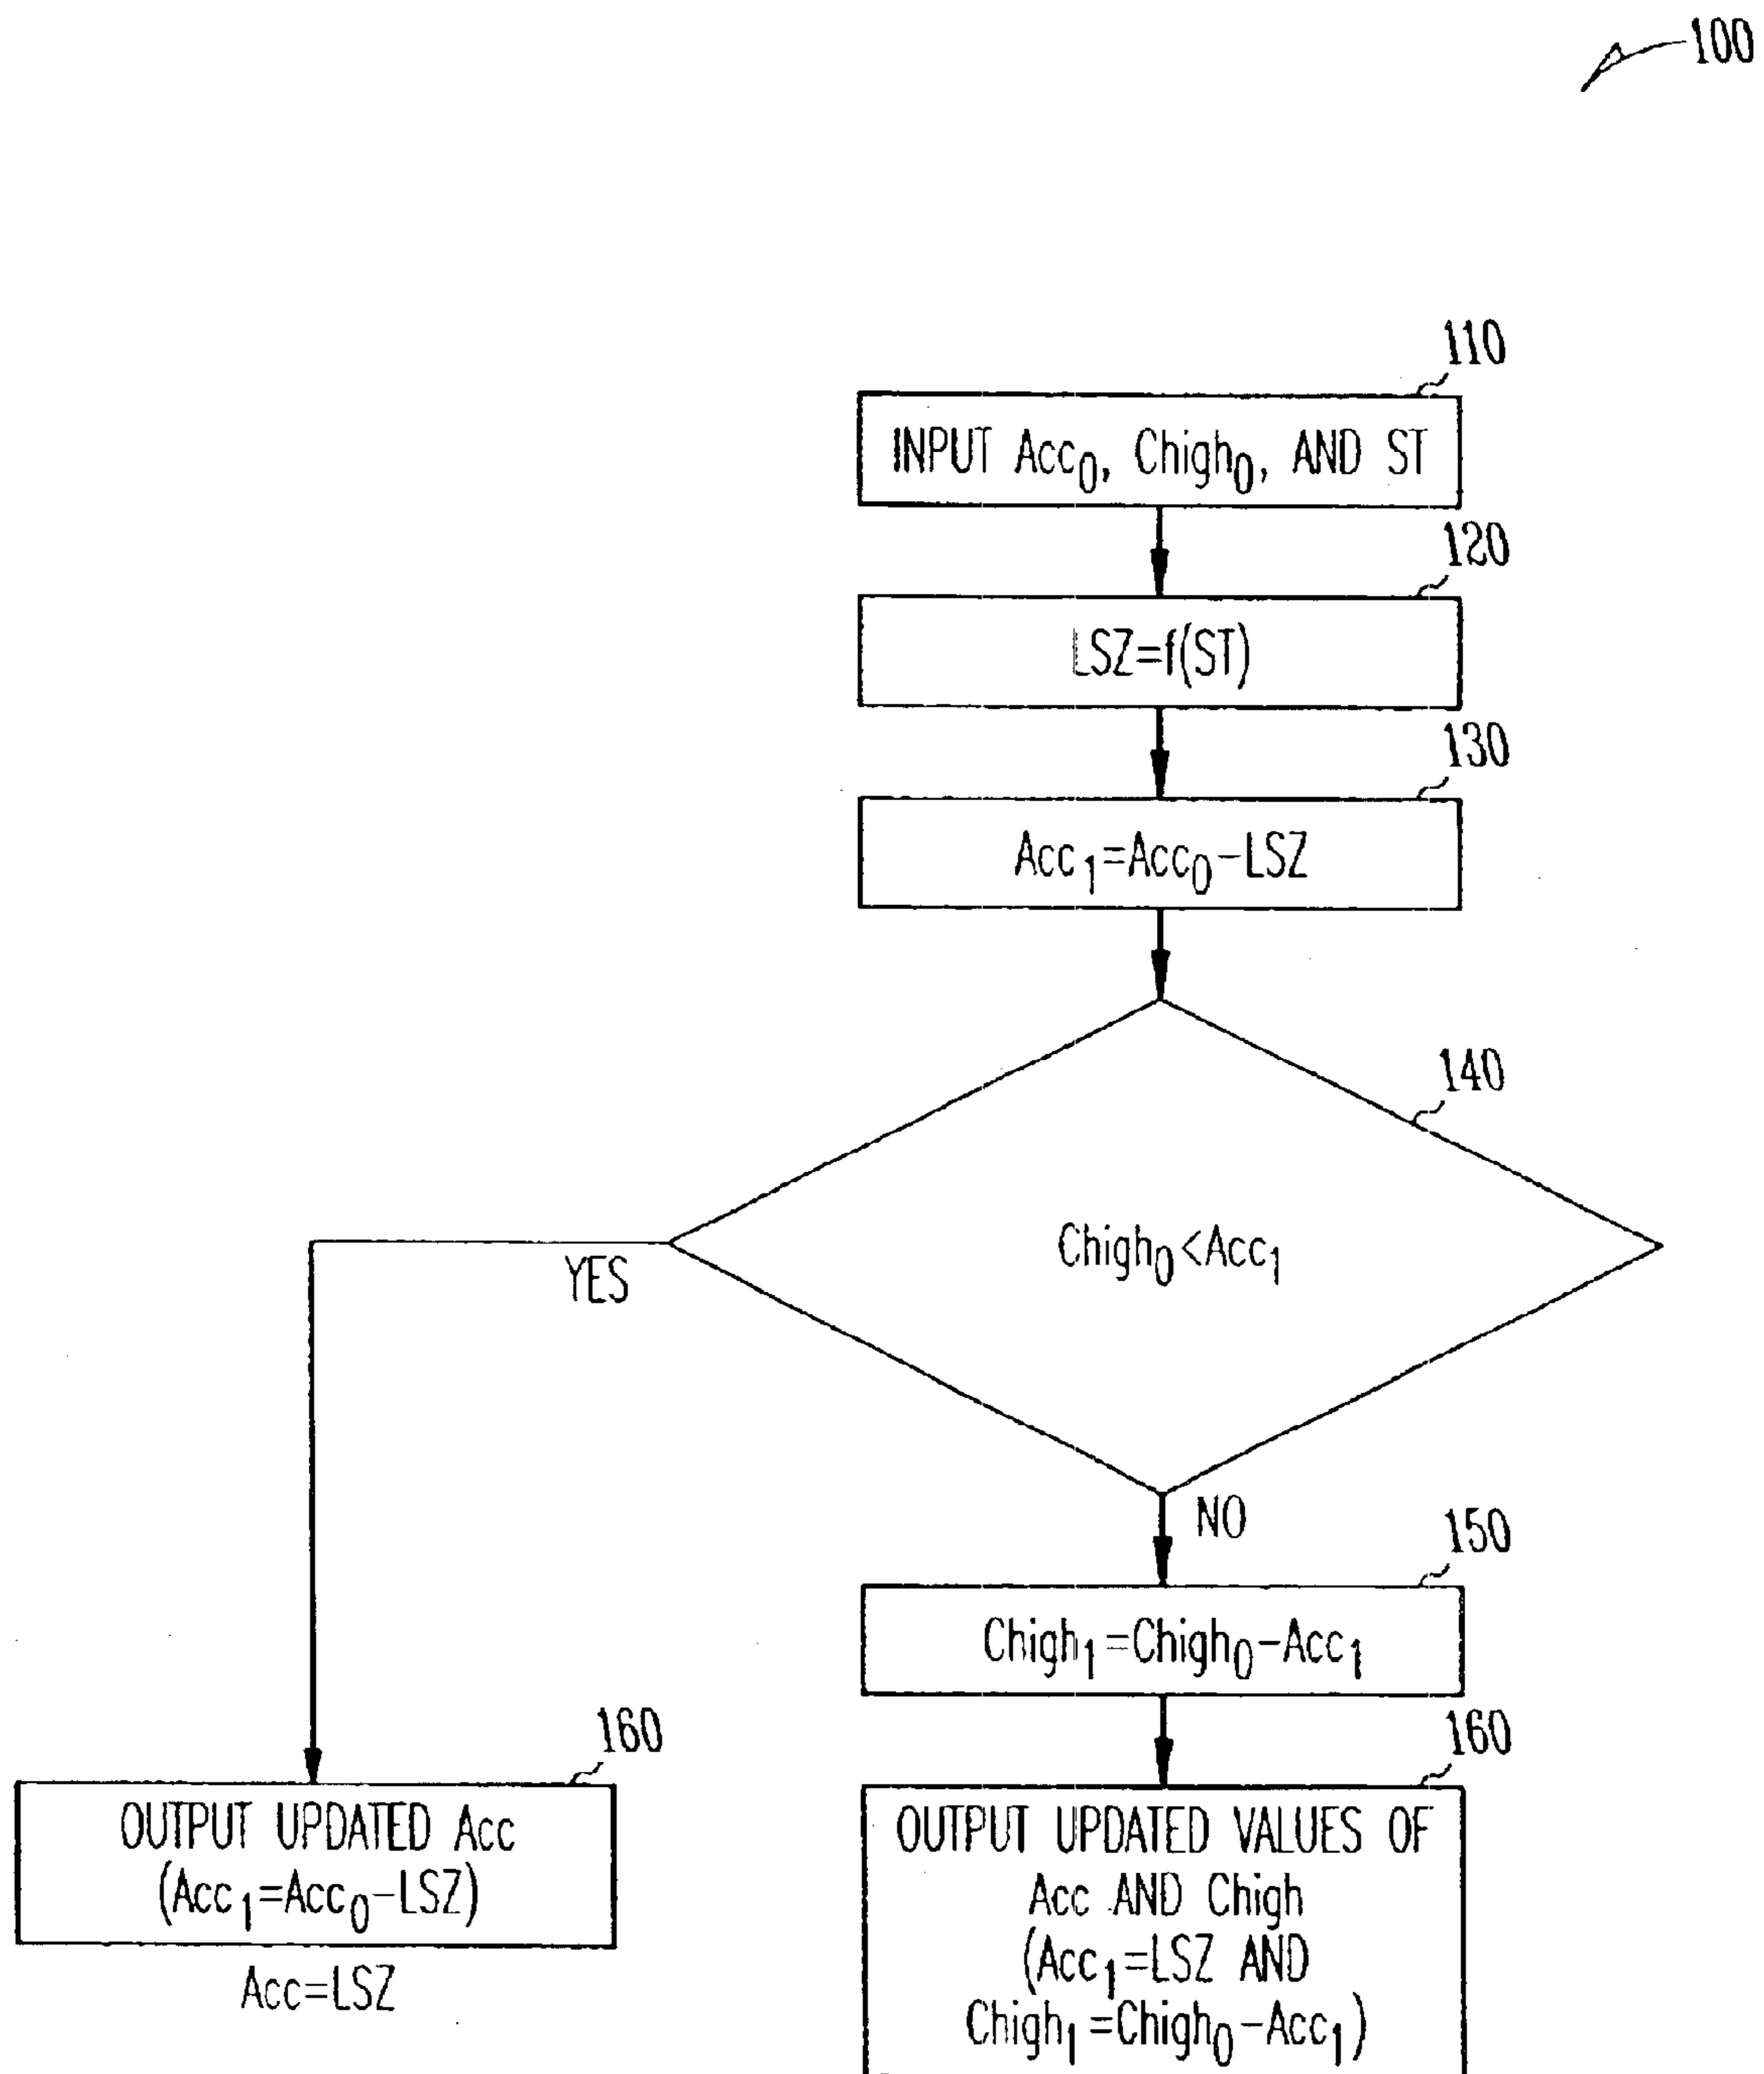 100
110
INPUT Acc₀, Chigh₀, AND ST
120
LSZ=f(ST)
130
Acc₁=Acc₀-LSZ
140
Chigh₀<Acc₁
YES
NO
150
Chigh₁=Chigh₀-Acc₁
160
OUTPUT UPDATED Acc
(Acc₁=Acc₀-LSZ)
Acc=LSZ
160
OUTPUT UPDATED VALUES OF
Acc AND Chigh
(Acc₁=LSZ AND
Chigh₁=Chigh₀-Acc₁)